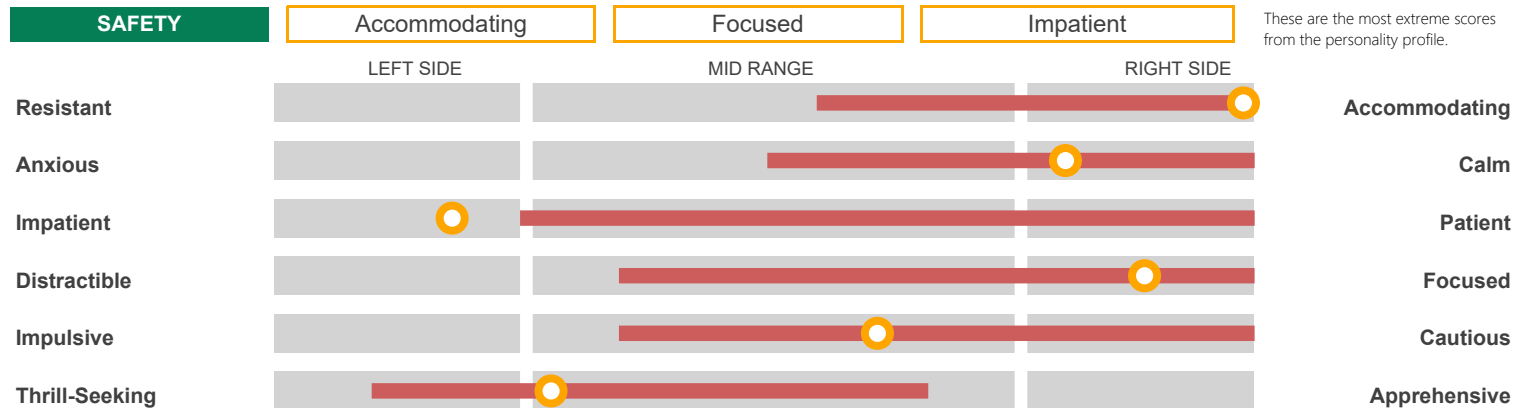 SAFETY Accommodating Focused Impatient These are the most extreme scores
from the personality profile.
LEFT SIDE MID RANGE RIGHT SIDE
Resistant Accommodating
Anxious Calm
Impatient Patient
Distractible Focused
Impulsive Cautious
Thrill-Seeking Apprehensive